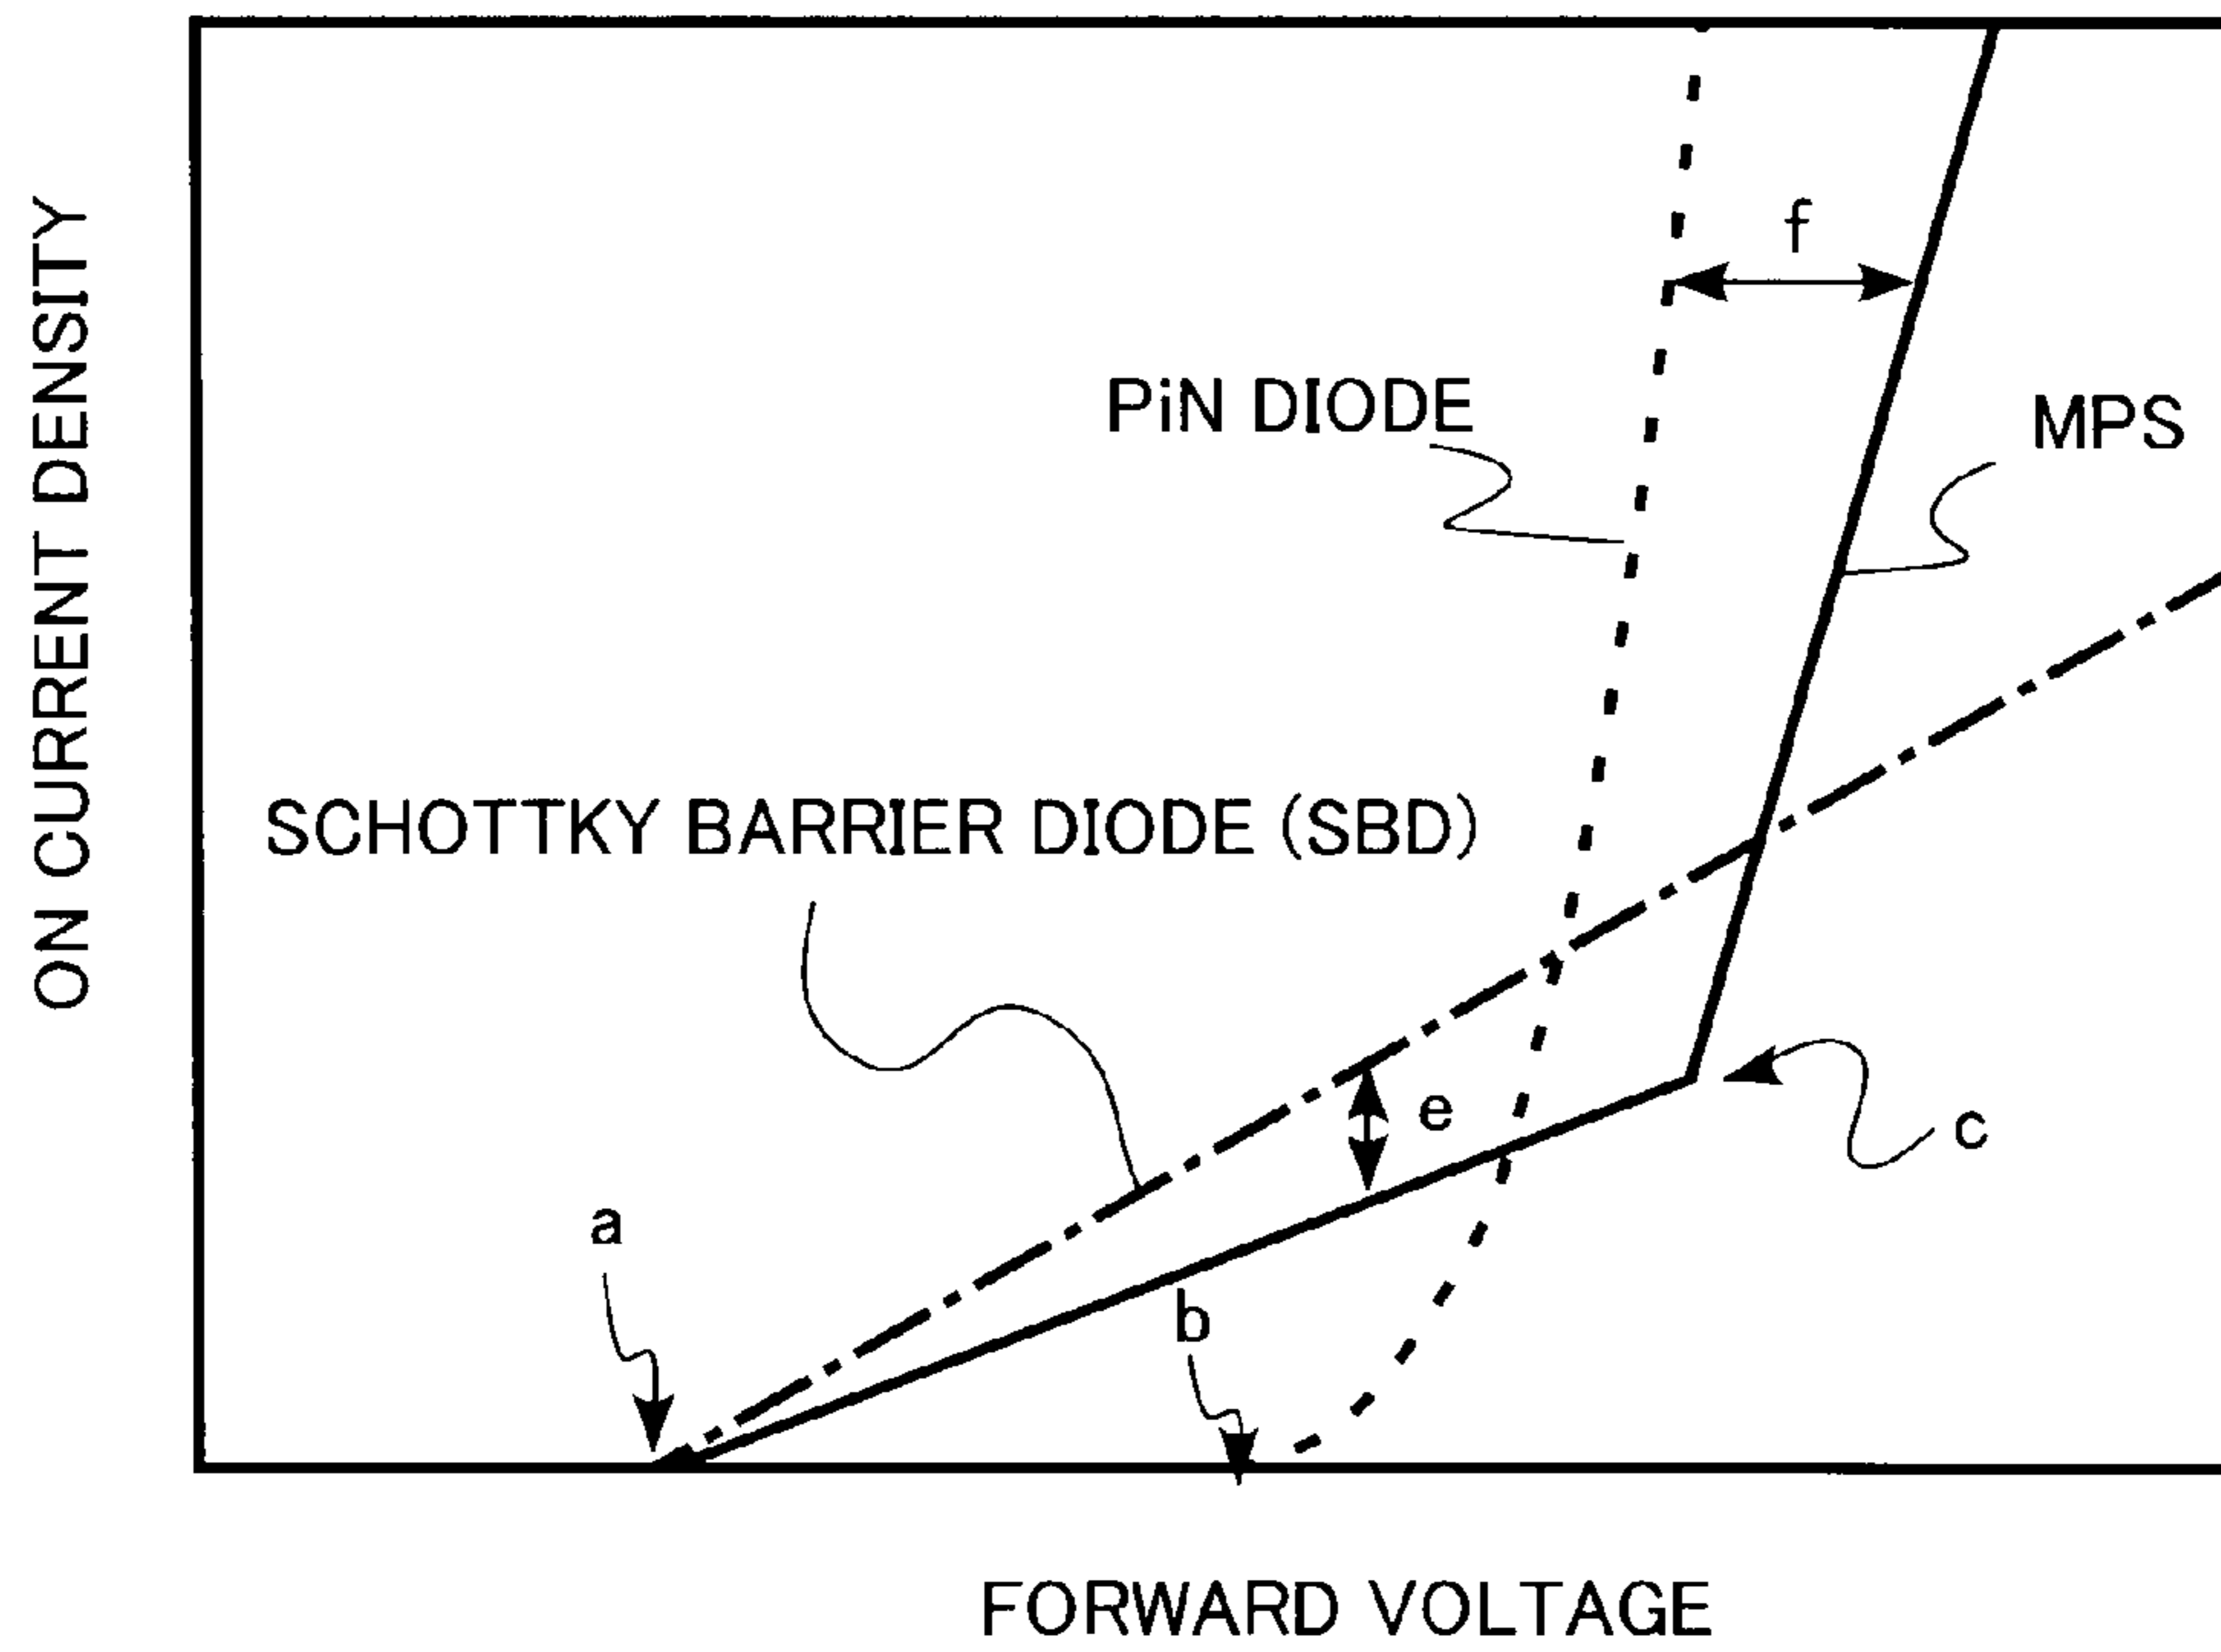 ON CURRENT DENSITY
f
PiN DIODE
MPS
SCHOTTKY BARRIER DIODE (SBD)
e
c
a
b
FORWARD VOLTAGE